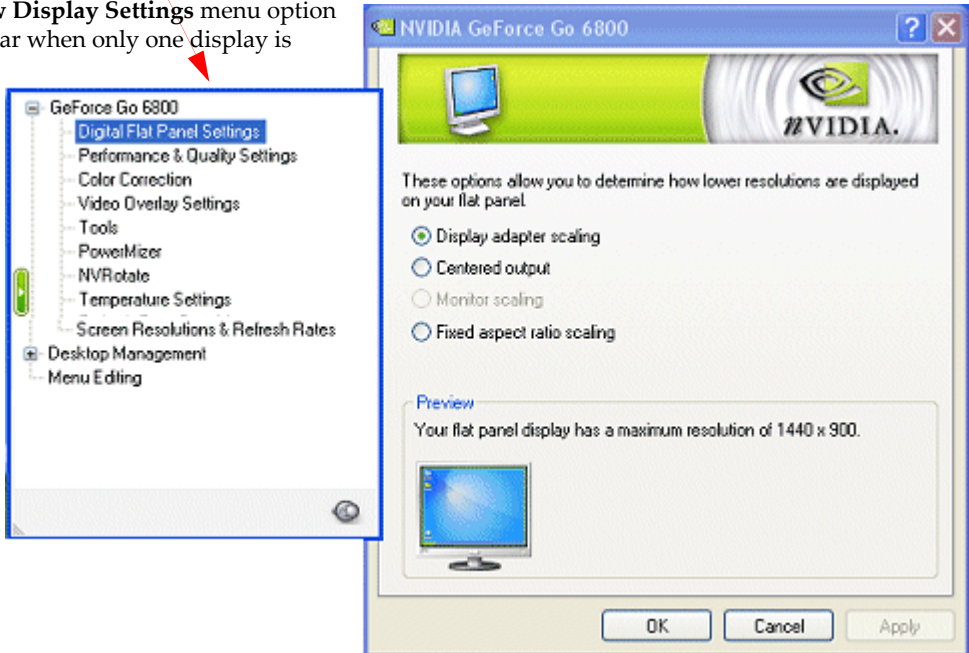 Display Settings menu option
when only one display is
GeForce Go 6800
Digital Flat Panel Settings
Performance & Quality Settings
Color Correction
Video Overlay Settings
Tools
PowerMizer
NVRotate
Temperature Settings
Screen Resolutions & Refresh Rates
Desktop Management
Menu Editing
NVIDIA GeForce Go 6800
nVIDIA.
These options allow you to determine how lower resolutions are displayed
on your flat panel.
Display adapter scaling
Centered output
Monitor scaling
Fixed aspect ratio scaling
Preview
Your flat panel display has a maximum resolution of 1440 x 900.
OK Cancel Apply